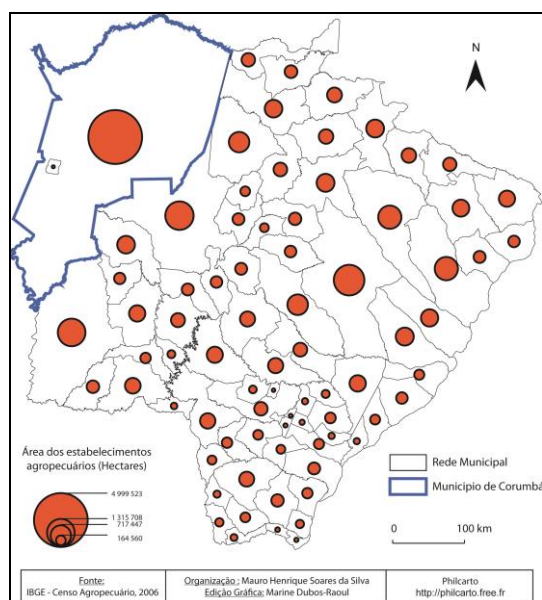 N
Área dos estabelecimentos
agropecuários (Hectares)
4 999 523
1 315 708
717 447
164 560
Rede Municipal
Municipio de Corumbá
0 100 km
Fonte:
IBGE - Censo Agropecuário, 2006
Organização : Mauro Henrique Soares da Silva
Edição Gráfica: Marine Dubos-Raoul
Philcarto
http://philcarto.free.fr